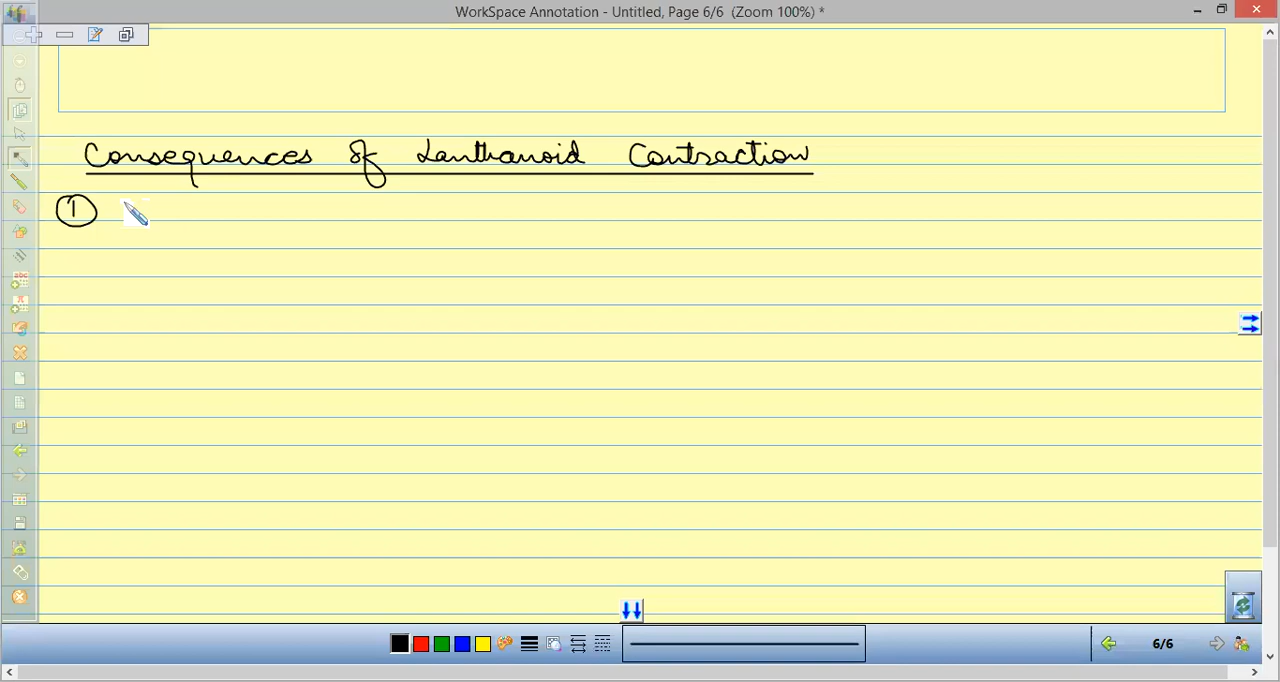 WorkSpace Annotation - Untitled, Page 6/6 (Zoom 100%) *
Consequences of Lanthanoid Contraction
1
6/6